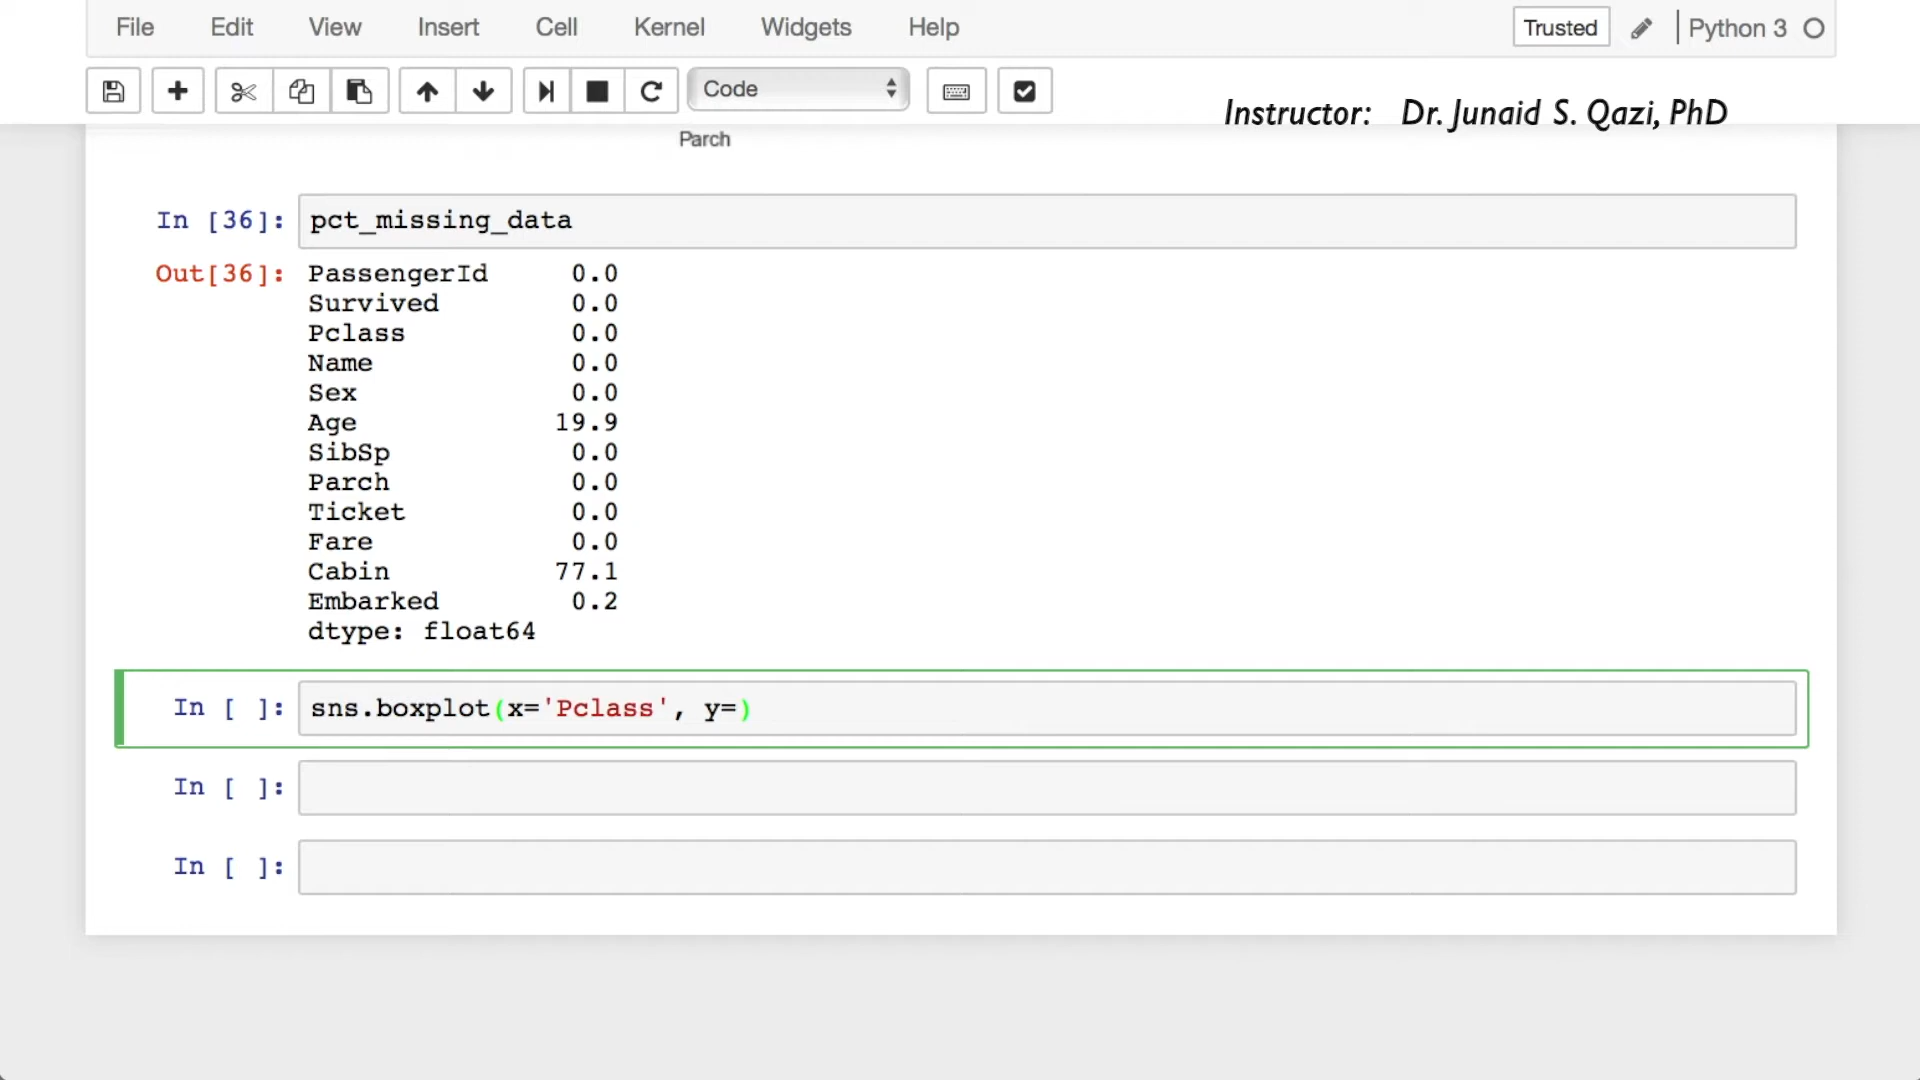 File Edit View Insert Cell Kernel Widgets Help Trusted Python 3
Code
Instructor: Dr. Junaid S. Qazi, PhD
Parch
In [36]: pct_missing_data
Out[36]: PassengerId 0.0
Survived 0.0
Pclass 0.0
Name 0.0
Sex 0.0
Age 19.9
SibSp 0.0
Parch 0.0
Ticket 0.0
Fare 0.0
Cabin 77.1
Embarked 0.2
dtype: float64
In [ ]: sns.boxplot(x='Pclass', y=)
In [ ]:
In [ ]: